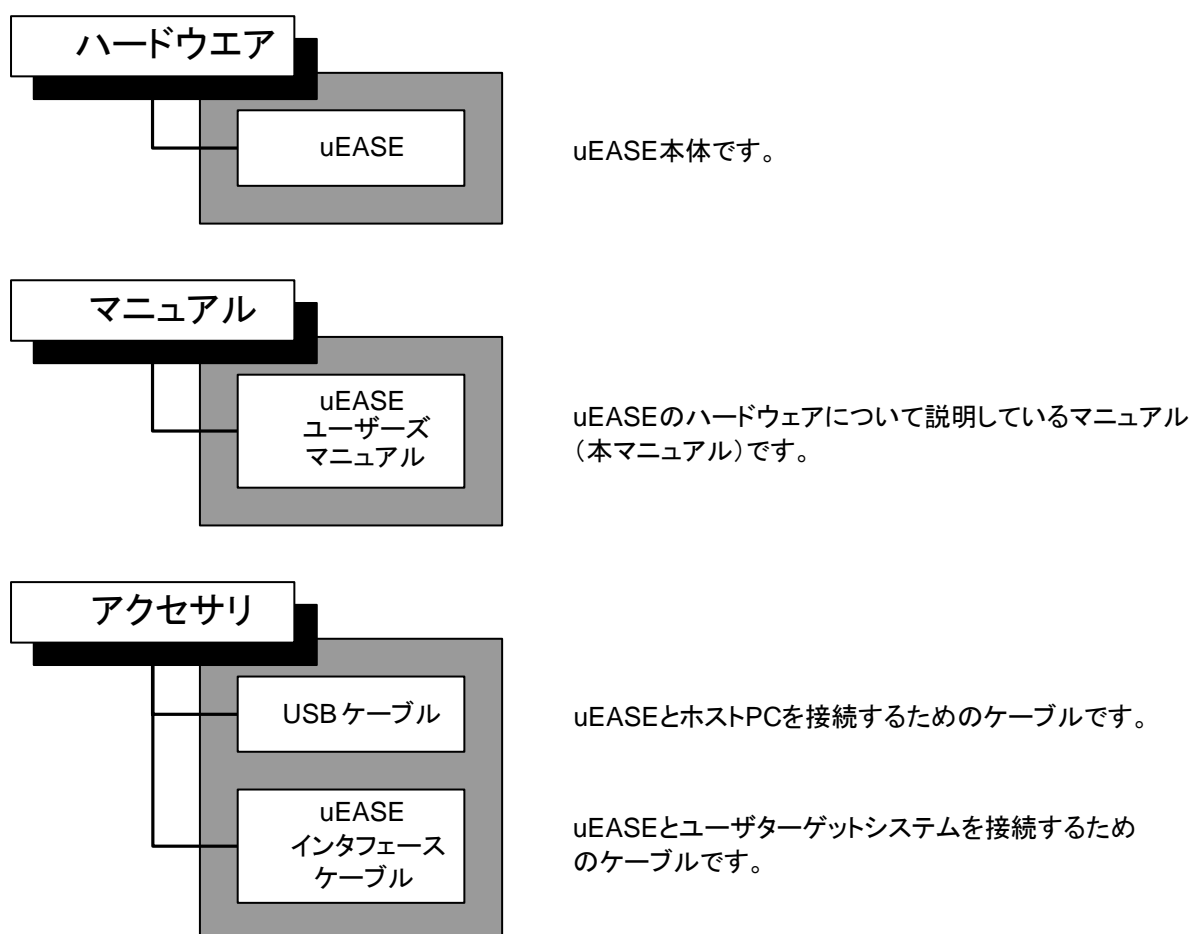 ハードウエア
uEASE
uEASE本体です。
マニュアル
uEASE
ユーザーズ
マニュアル
uEASEのハードウェアについて説明しているマニュアル
（本マニュアル）です。
アクセサリ
USB ケーブル
uEASEとホストPCを接続するためのケーブルです。
uEASE
インタフェース
ケーブル
uEASEとユーザターゲットシステムを接続するため
のケーブルです。